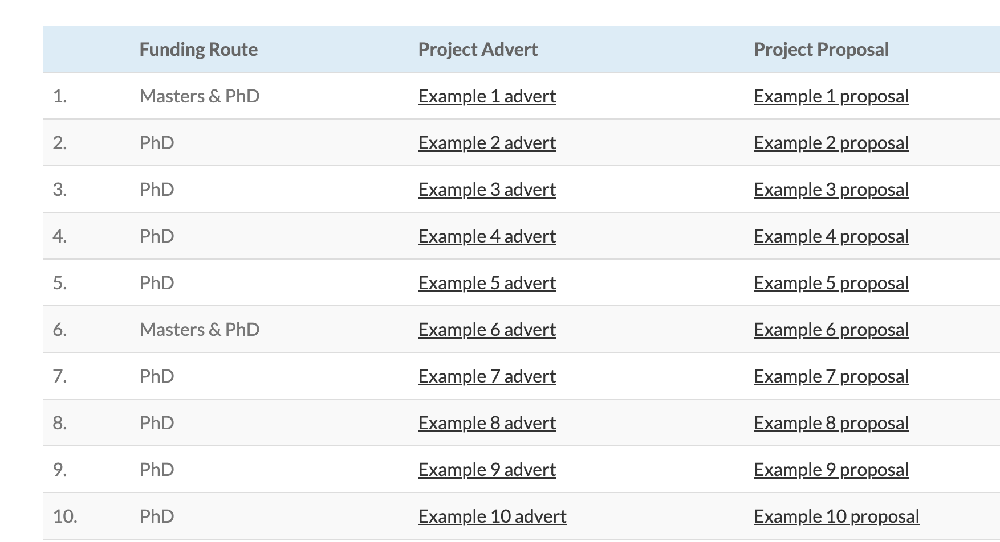 Funding Route Project Advert Project Proposal
1. Masters & PhD Example 1 advert Example 1 proposal
2. PhD Example 2 advert Example 2 proposal
3. PhD Example 3 advert Example 3 proposal
4. PhD Example 4 advert Example 4 proposal
5. PhD Example 5 advert Example 5 proposal
6. Masters & PhD Example 6 advert Example 6 proposal
7. PhD Example 7 advert Example 7 proposal
8. PhD Example 8 advert Example 8 proposal
9. PhD Example 9 advert Example 9 proposal
10. PhD Example 10 advert Example 10 proposal